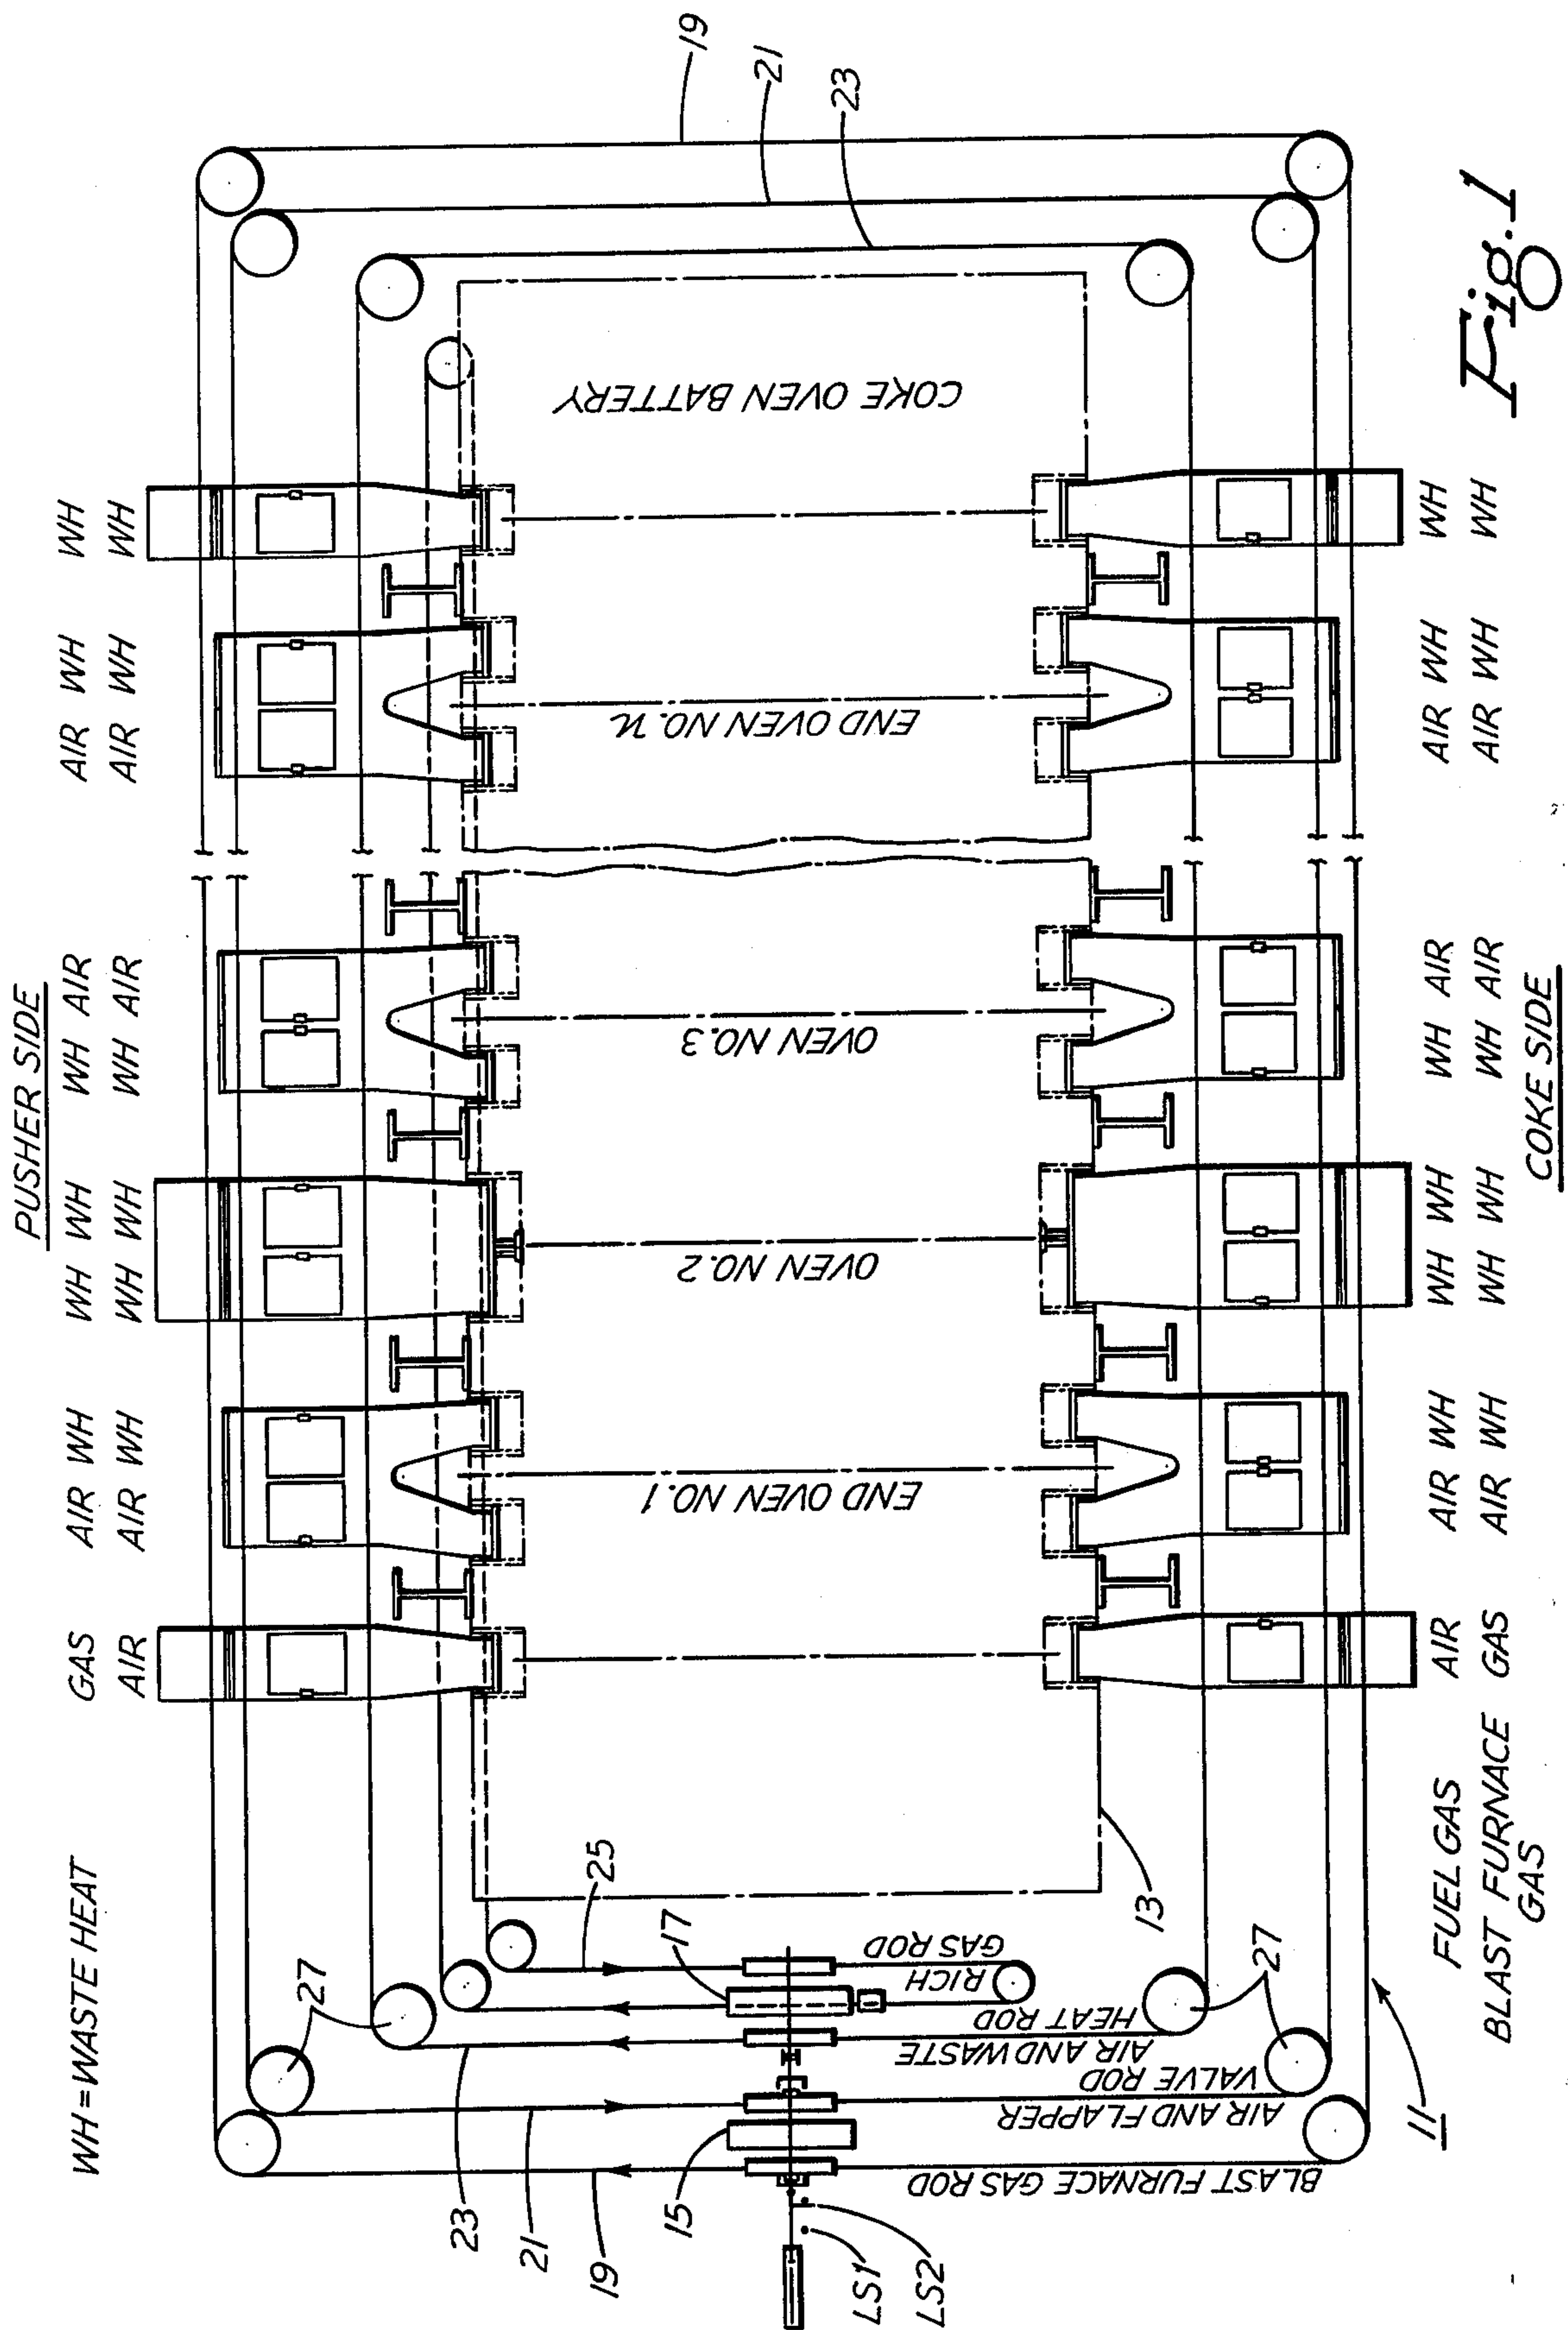 PUSHER SIDE
WH = WASTE HEAT
GAS AIR WH WH WH WH AIR AIR WH WH
AIR AIR WH WH WH WH AIR AIR WH WH
27
19
21
23
25
17
15
LS1
LS2
BLAST FURNACE GAS ROD
AIR AND FLAPPER
VALVE ROD
AIR AND WASTE
HEAT ROD
RICH
GAS ROD
END OVEN NO. 1
OVEN NO. 2
OVEN NO. 3
END OVEN NO. n
COKE OVEN BATTERY
19
21
23
27
13
11
FUEL GAS AIR AIR WH WH WH WH AIR AIR WH WH
BLAST FURNACE GAS AIR WH WH WH WH AIR AIR WH WH
GAS
COKE SIDE
Fig. 1